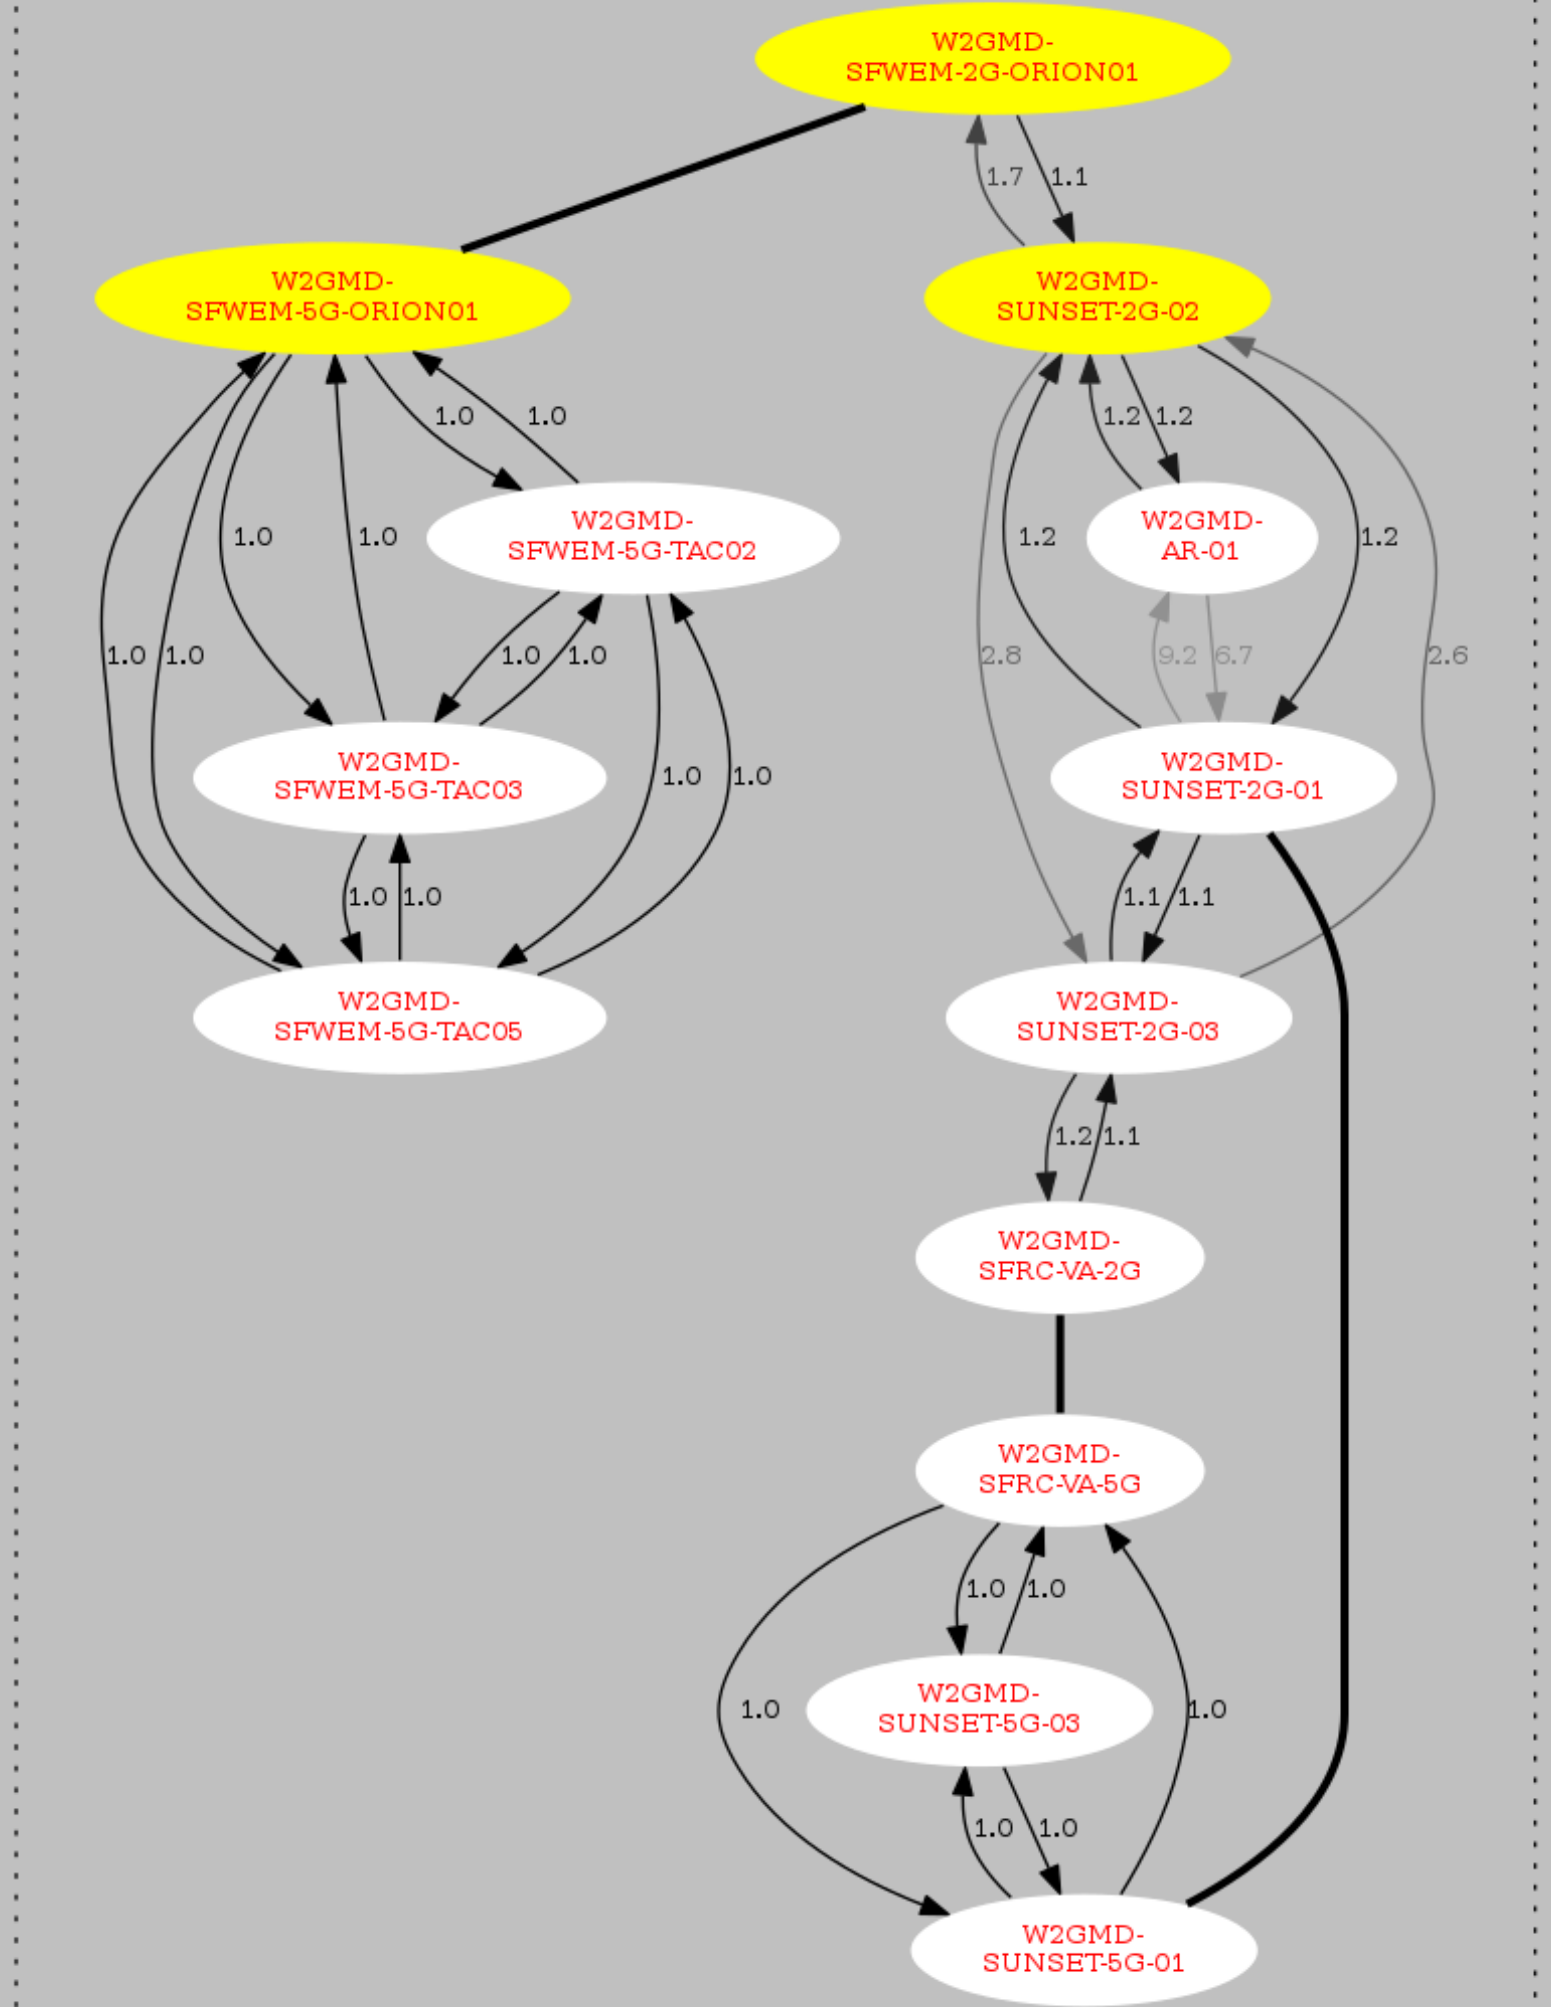 W2GMD-
SFWEM-2G-ORION01
1.7
1.1
W2GMD-
SFWEM-5G-ORION01
W2GMD-
SUNSET-2G-02
1.0
1.0
1.2
1.2
W2GMD-
SFWEM-5G-TAC02
W2GMD-
AR-01
1.0
1.0
1.2
1.2
1.0
1.0
1.0
1.0
2.8
9.2
6.7
2.6
W2GMD-
SFWEM-5G-TAC03
W2GMD-
SUNSET-2G-01
1.0
1.0
1.0
1.0
1.1
1.1
W2GMD-
SFWEM-5G-TAC05
W2GMD-
SUNSET-2G-03
1.2
1.1
W2GMD-
SFRC-VA-2G
W2GMD-
SFRC-VA-5G
1.0
1.0
W2GMD-
SUNSET-5G-03
1.0
1.0
1.0
1.0
W2GMD-
SUNSET-5G-01